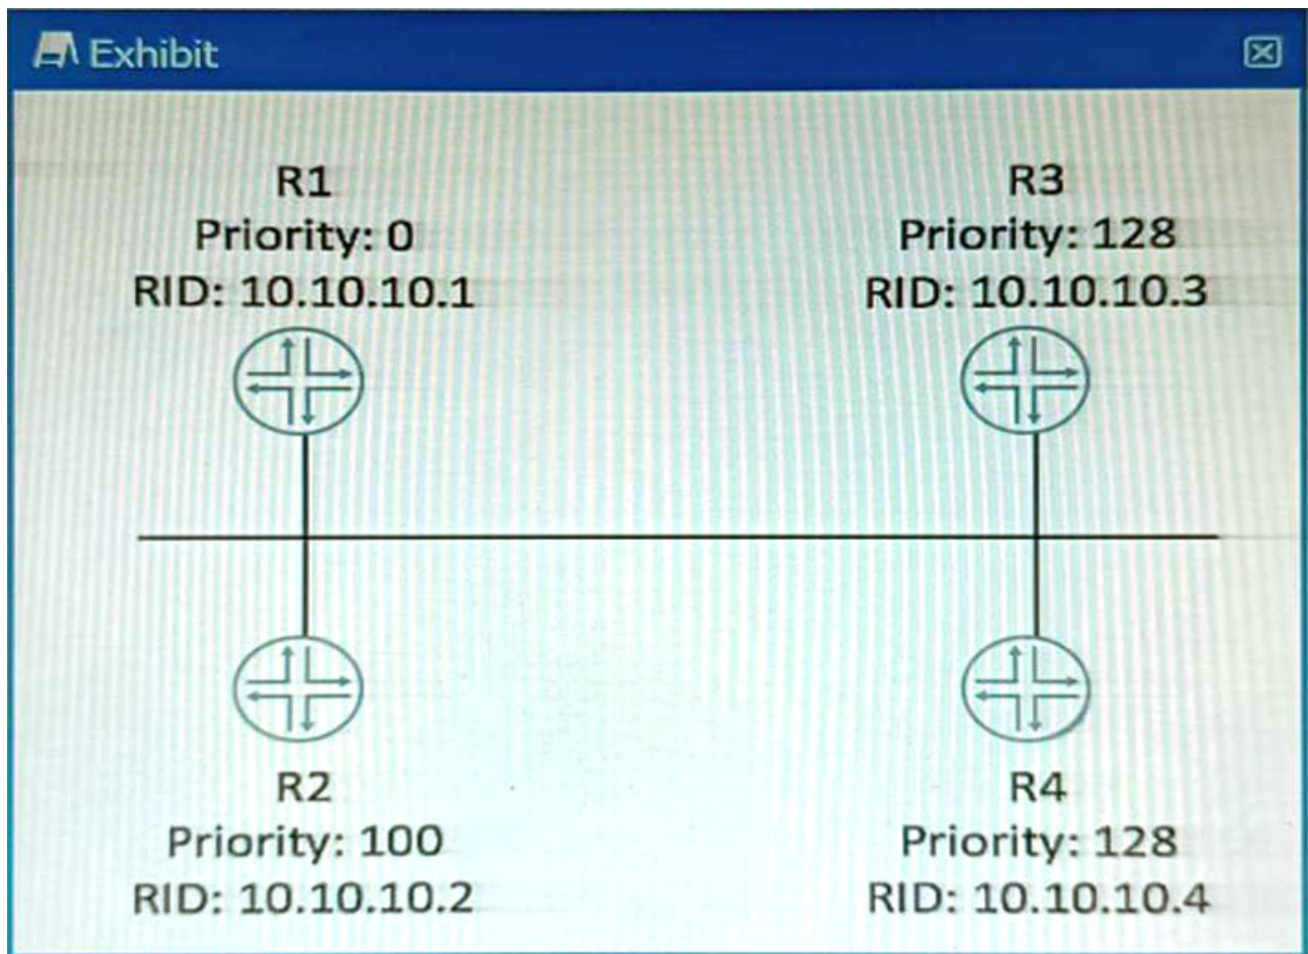 Exhibit
R1
Priority: 0
RID: 10.10.10.1
R3
Priority: 128
RID: 10.10.10.3
R2
Priority: 100
RID: 10.10.10.2
R4
Priority: 128
RID: 10.10.10.4